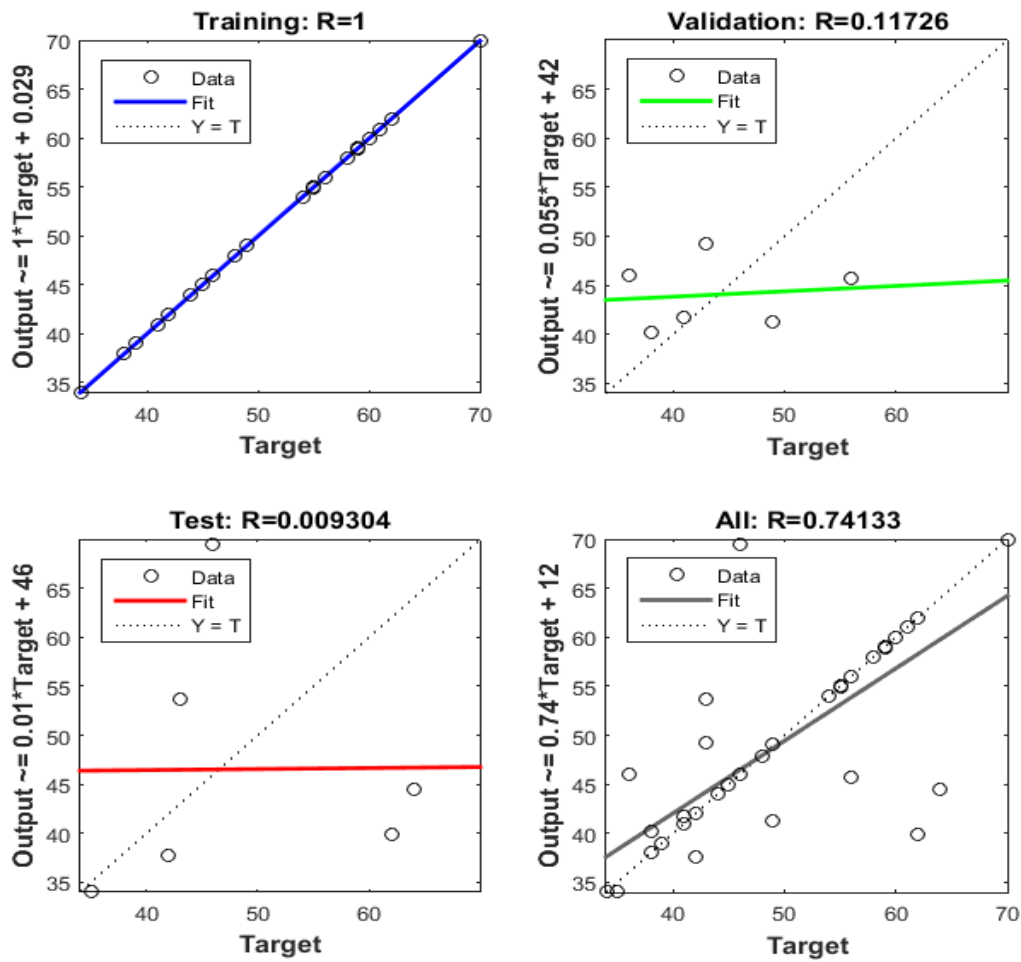 Training: R=1
Output ~= 1*Target + 0.029
70
65
60
55
50
45
40
35
Data
Fit
Y = T
40
50
60
70
Target
Validation: R=0.11726
Output ~= 0.055*Target + 42
65
60
55
50
45
40
35
Data
Fit
Y = T
40
50
60
Target
Test: R=0.009304
Output ~= 0.01*Target + 46
65
60
55
50
45
40
35
Data
Fit
Y = T
40
50
60
Target
All: R=0.74133
Output ~= 0.74*Target + 12
70
65
60
55
50
45
40
35
Data
Fit
Y = T
40
50
60
70
Target